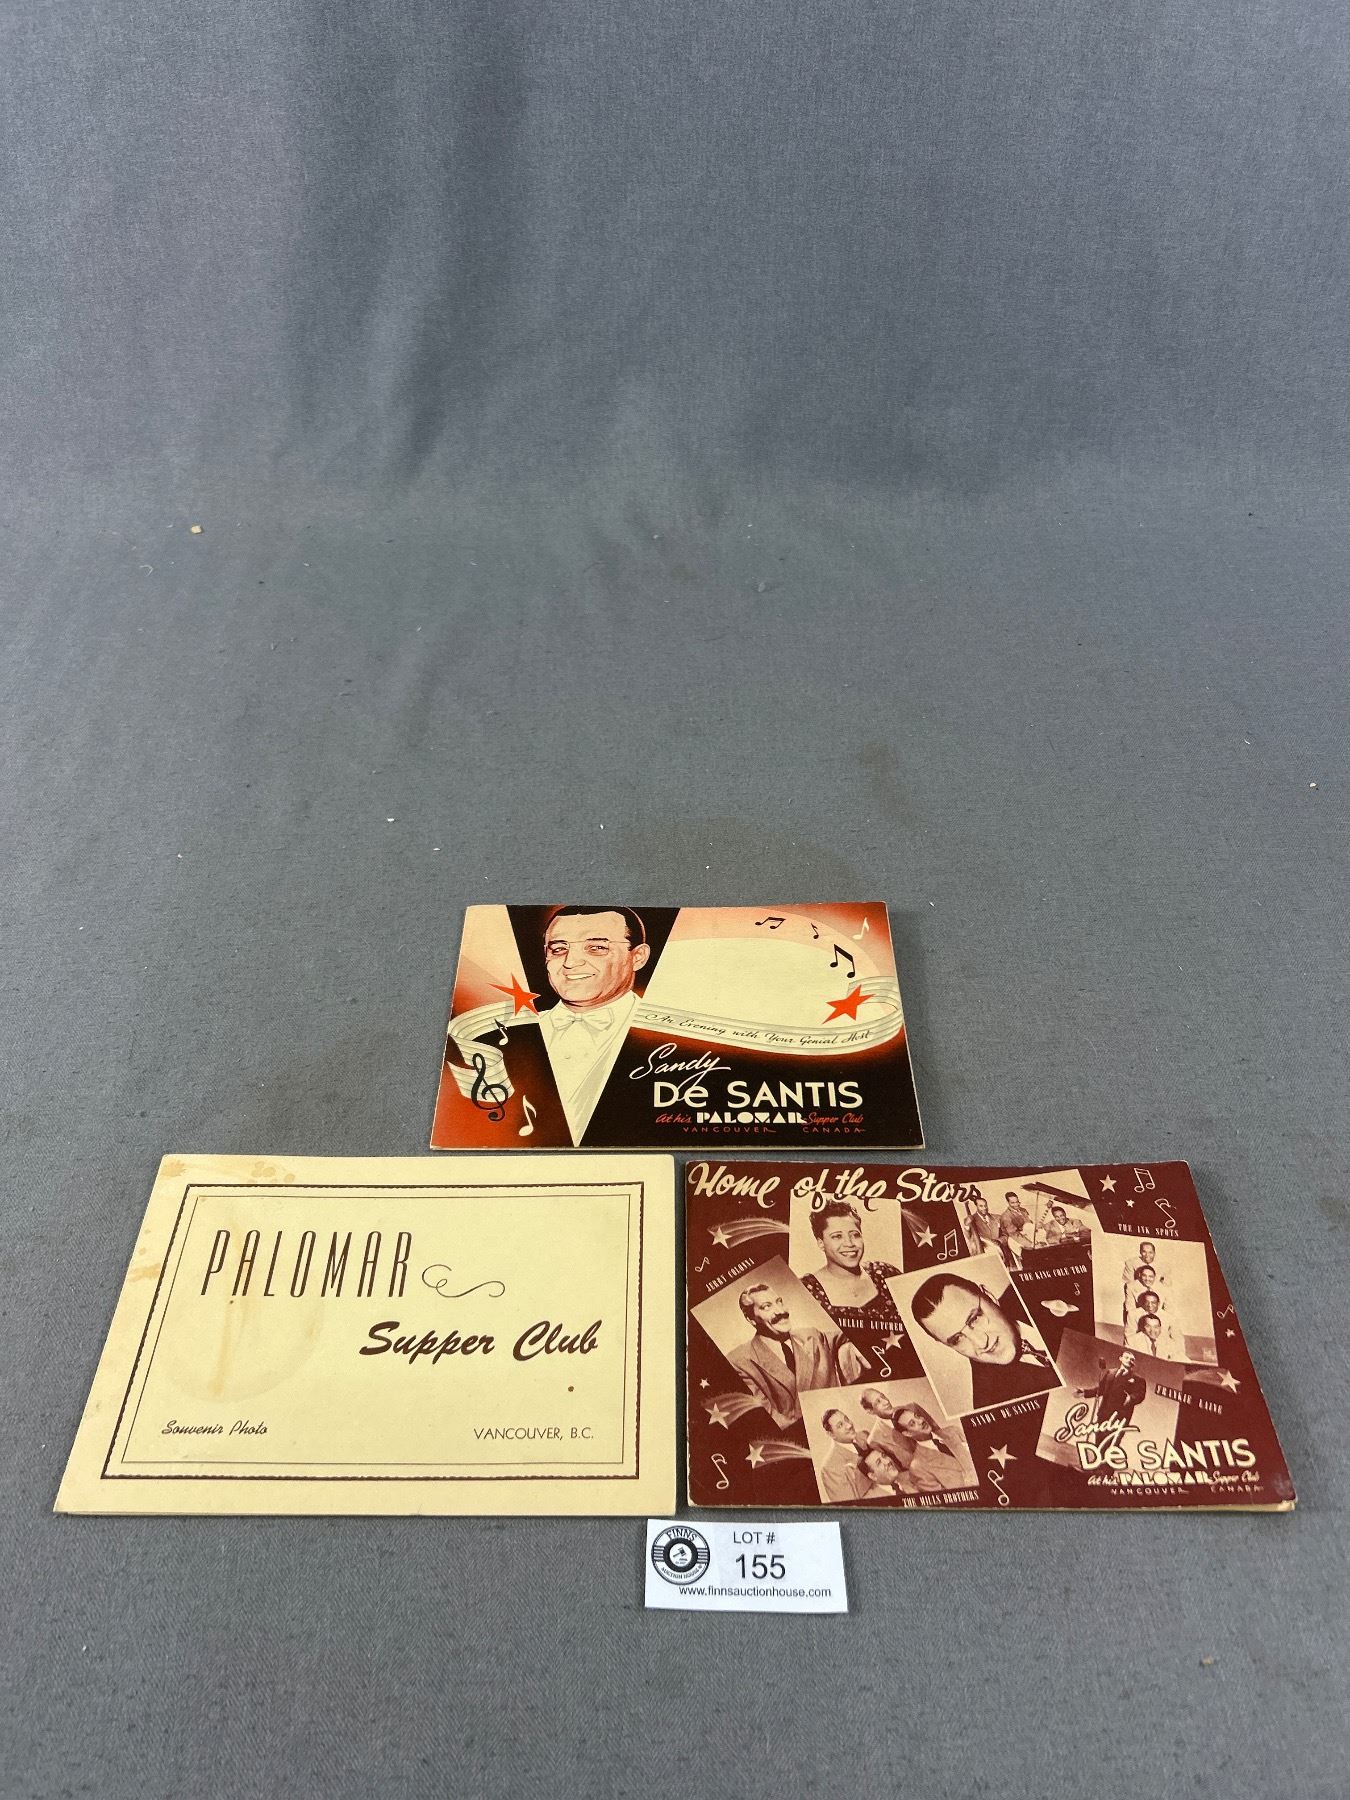 An Evening with Your Genial Host
Sandy
De SANTIS
at his PALOMAR Supper Club
VANCOUVER CANADA
PALOMAR
Supper Club
Souvenir Photo
VANCOUVER, B.C.
Home of the Stars
JERRY COLONNA
NELLIE LUTCHER
THE KING COLE TRIO
THE INK SPOTS
SANDY DE SANTIS
FRANKIE LAINE
THE MILLS BROTHERS
Sandy
De SANTIS
at his PALOMAR Supper Club
VANCOUVER CANADA
FINNS
AUCTION HOUSE
LOT #
155
www.finnsauctionhouse.com